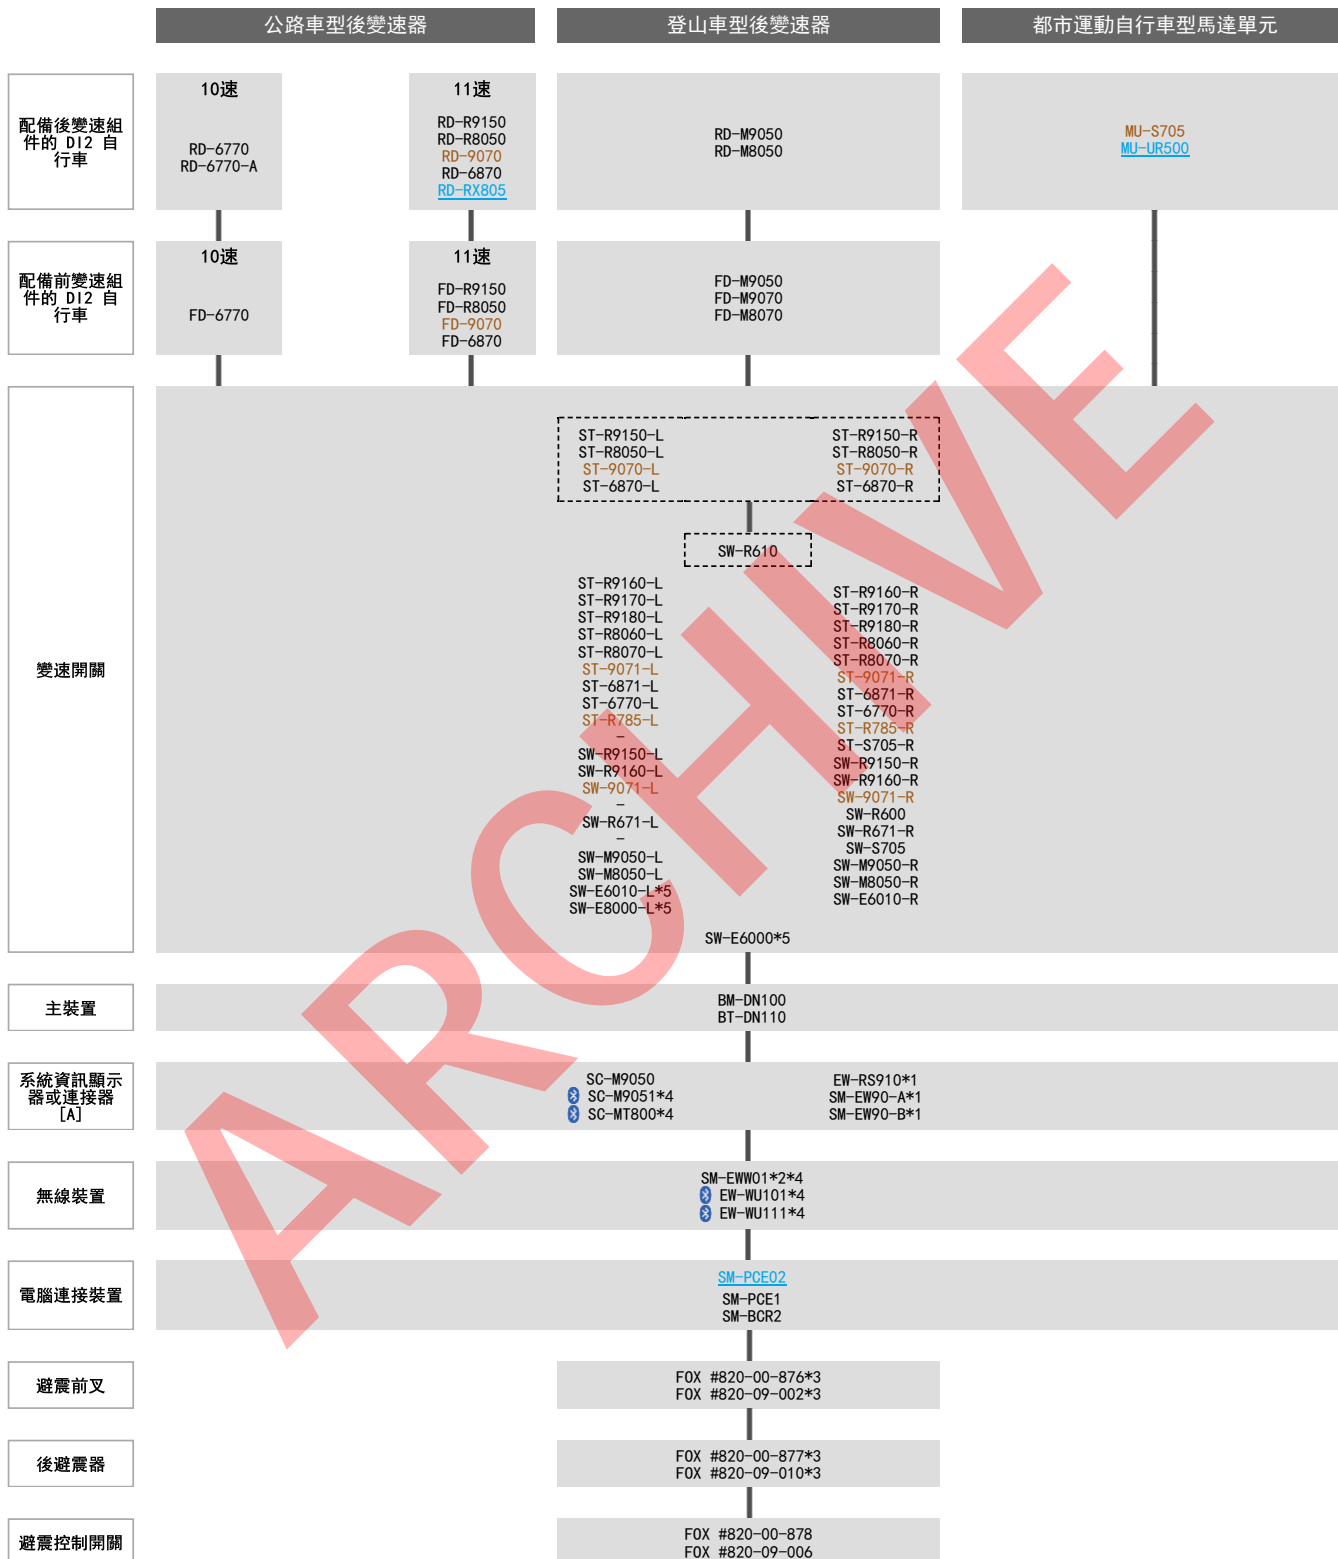 公路車型後變速器
登山車型後變速器
都市運動自行車型馬達單元
配備後變速組
件的 DI2 自
行車
10速
RD-6770
RD-6770-A
11速
RD-R9150
RD-R8050
RD-9070
RD-6870
RD-RX805
RD-M9050
RD-M8050
MU-S705
MU-UR500
配備前變速組
件的 DI2 自
行車
10速
FD-6770
11速
FD-R9150
FD-R8050
FD-9070
FD-6870
FD-M9050
FD-M9070
FD-M8070
變速開關
ST-R9150-L
ST-R8050-L
ST-9070-L
ST-6870-L
ST-R9150-R
ST-R8050-R
ST-9070-R
ST-6870-R
SW-R610
ST-R9160-L
ST-R9170-L
ST-R9180-L
ST-R8060-L
ST-R8070-L
ST-9071-L
ST-6871-L
ST-6770-L
ST-R785-L
-
SW-R9150-L
SW-R9160-L
SW-9071-L
-
SW-R671-L
-
SW-M9050-L
SW-M8050-L
SW-E6010-L*5
SW-E8000-L*5
ST-R9160-R
ST-R9170-R
ST-R9180-R
ST-R8060-R
ST-R8070-R
ST-9071-R
ST-6871-R
ST-6770-R
ST-R785-R
ST-S705-R
SW-R9150-R
SW-R9160-R
SW-9071-R
SW-R600
SW-R671-R
SW-S705
SW-M9050-R
SW-M8050-R
SW-E6010-R
SW-E6000*5
主裝置
BM-DN100
BT-DN110
系統資訊顯示
器或連接器
[A]
SC-M9050
SC-M9051*4
SC-MT800*4
EW-RS910*1
SM-EW90-A*1
SM-EW90-B*1
無線裝置
SM-EWW01*2*4
EW-WU101*4
EW-WU111*4
電腦連接裝置
SM-PCE02
SM-PCE1
SM-BCR2
避震前叉
FOX #820-00-876*3
FOX #820-09-002*3
後避震器
FOX #820-00-877*3
FOX #820-09-010*3
避震控制開關
FOX #820-00-878
FOX #820-09-006
ARCHIVE